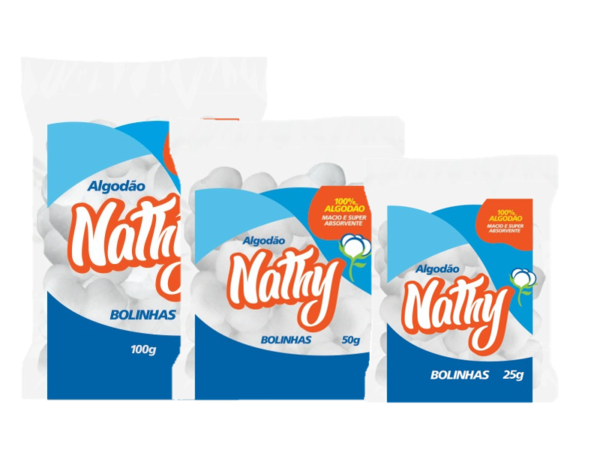 Algodão
Nathy
BOLINHAS
100g
100%
ALGODÃO
MACIO E SUPER
ABSORVENTE
Algodão
Nathy
BOLINHAS 50g
100%
ALGODÃO
MACIO E SUPER
ABSORVENTE
Algodão
Nathy
BOLINHAS 25g